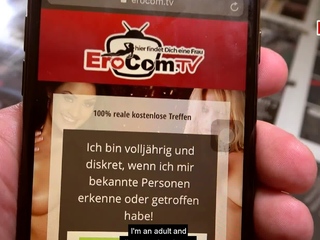 erocom.tv
hier findet Dich eine Frau
EroCom.TV
100% reale kostenlose Treffen
Ich bin volljährig und
diskret, wenn ich mir
bekannte Personen
erkenne oder getroffen
habe!
I'm an adult and